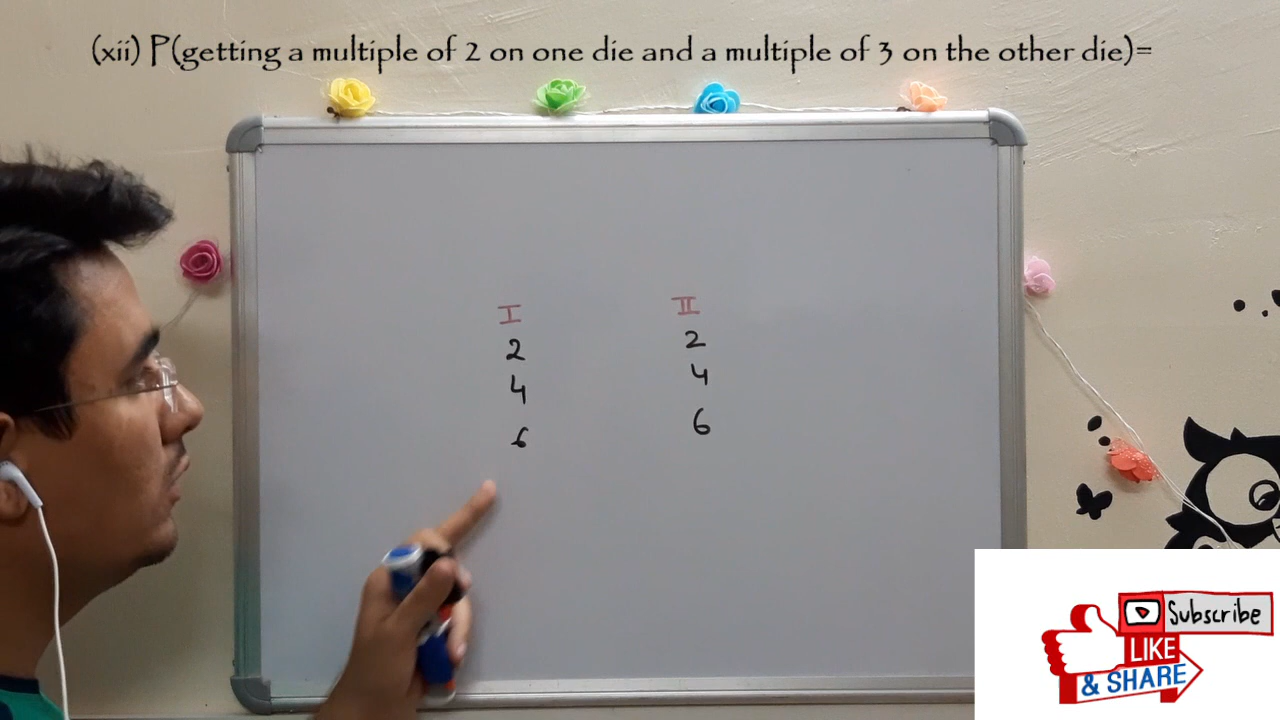 (xii) P(getting a multiple of 2 on one die and a multiple of 3 on the other die)=
I II
2 2
4 4
6 6
Subscribe
LIKE
& SHARE